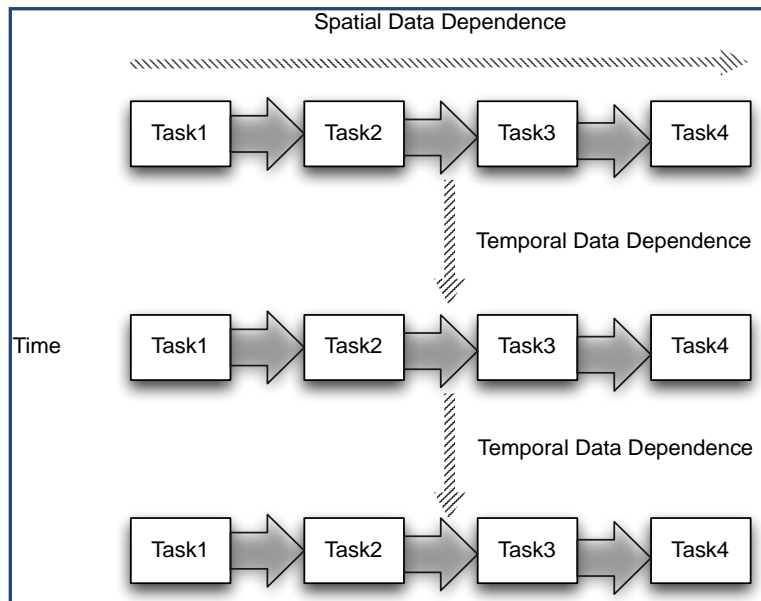 Spatial Data Dependence
Task1 Task2 Task3 Task4
Temporal Data Dependence
Time Task1 Task2 Task3 Task4
Temporal Data Dependence
Task1 Task2 Task3 Task4